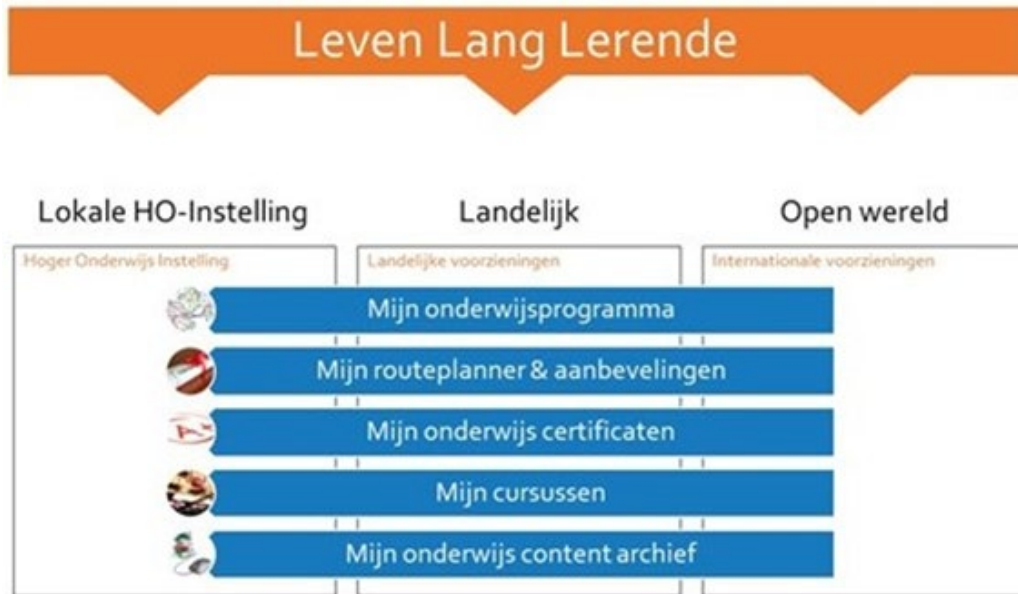 Leven Lang Lerende
Lokale HO-Instelling
Landelijk
Open wereld
Hoger Onderwijs Instelling
Landelijke voorzieningen
Internationale voorzieningen
Mijn onderwijsprogramma
Mijn routeplanner & aanbevelingen
Mijn onderwijs certificaten
Mijn cursussen
Mijn onderwijs content archief